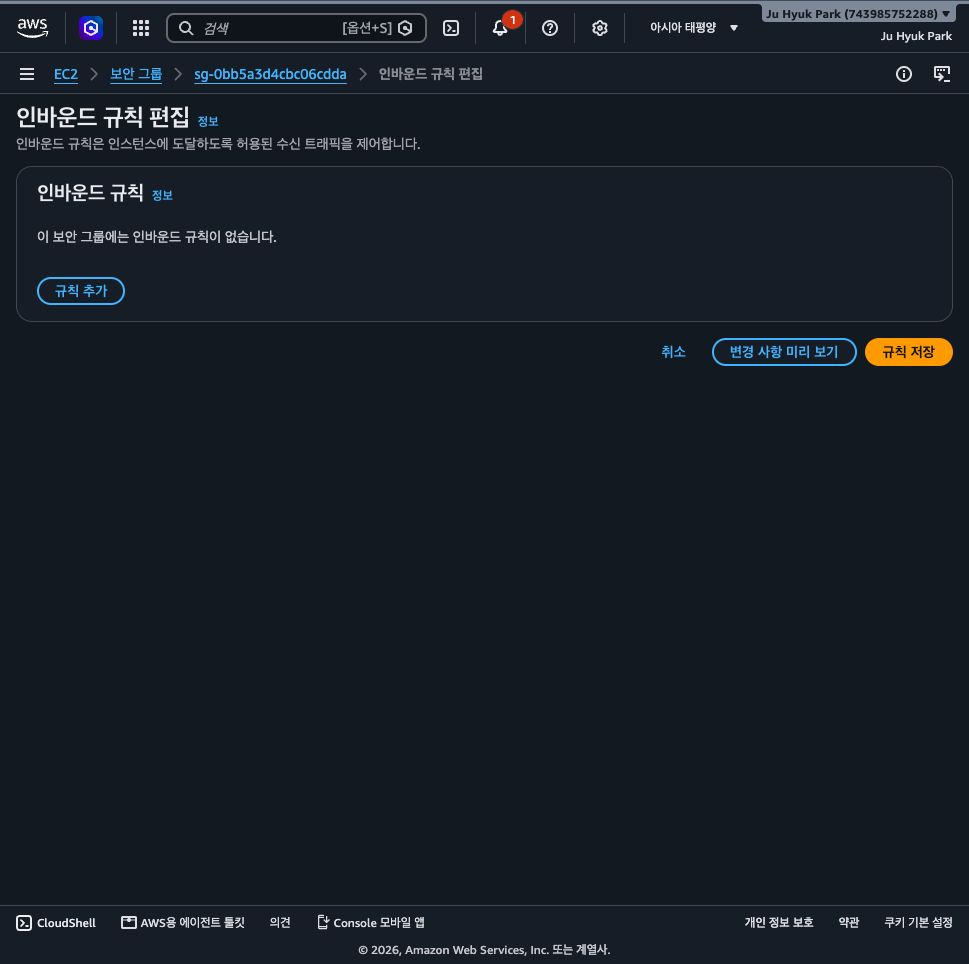 aws
검색 [옵션+S]
1
아시아 태평양
Ju Hyuk Park (743985752288)
Ju Hyuk Park
EC2
보안 그룹
sg-0bb5a3d4cbc06cdda
인바운드 규칙 편집
인바운드 규칙 편집 정보
인바운드 규칙은 인스턴스에 도달하도록 허용된 수신 트래픽을 제어합니다.
인바운드 규칙 정보
이 보안 그룹에는 인바운드 규칙이 없습니다.
규칙 추가
취소 변경 사항 미리 보기 규칙 저장
CloudShell AWS용 에이전트 툴킷 의견 Console 모바일 앱 개인 정보 보호 약관 쿠키 기본 설정
© 2026, Amazon Web Services, Inc. 또는 계열사.